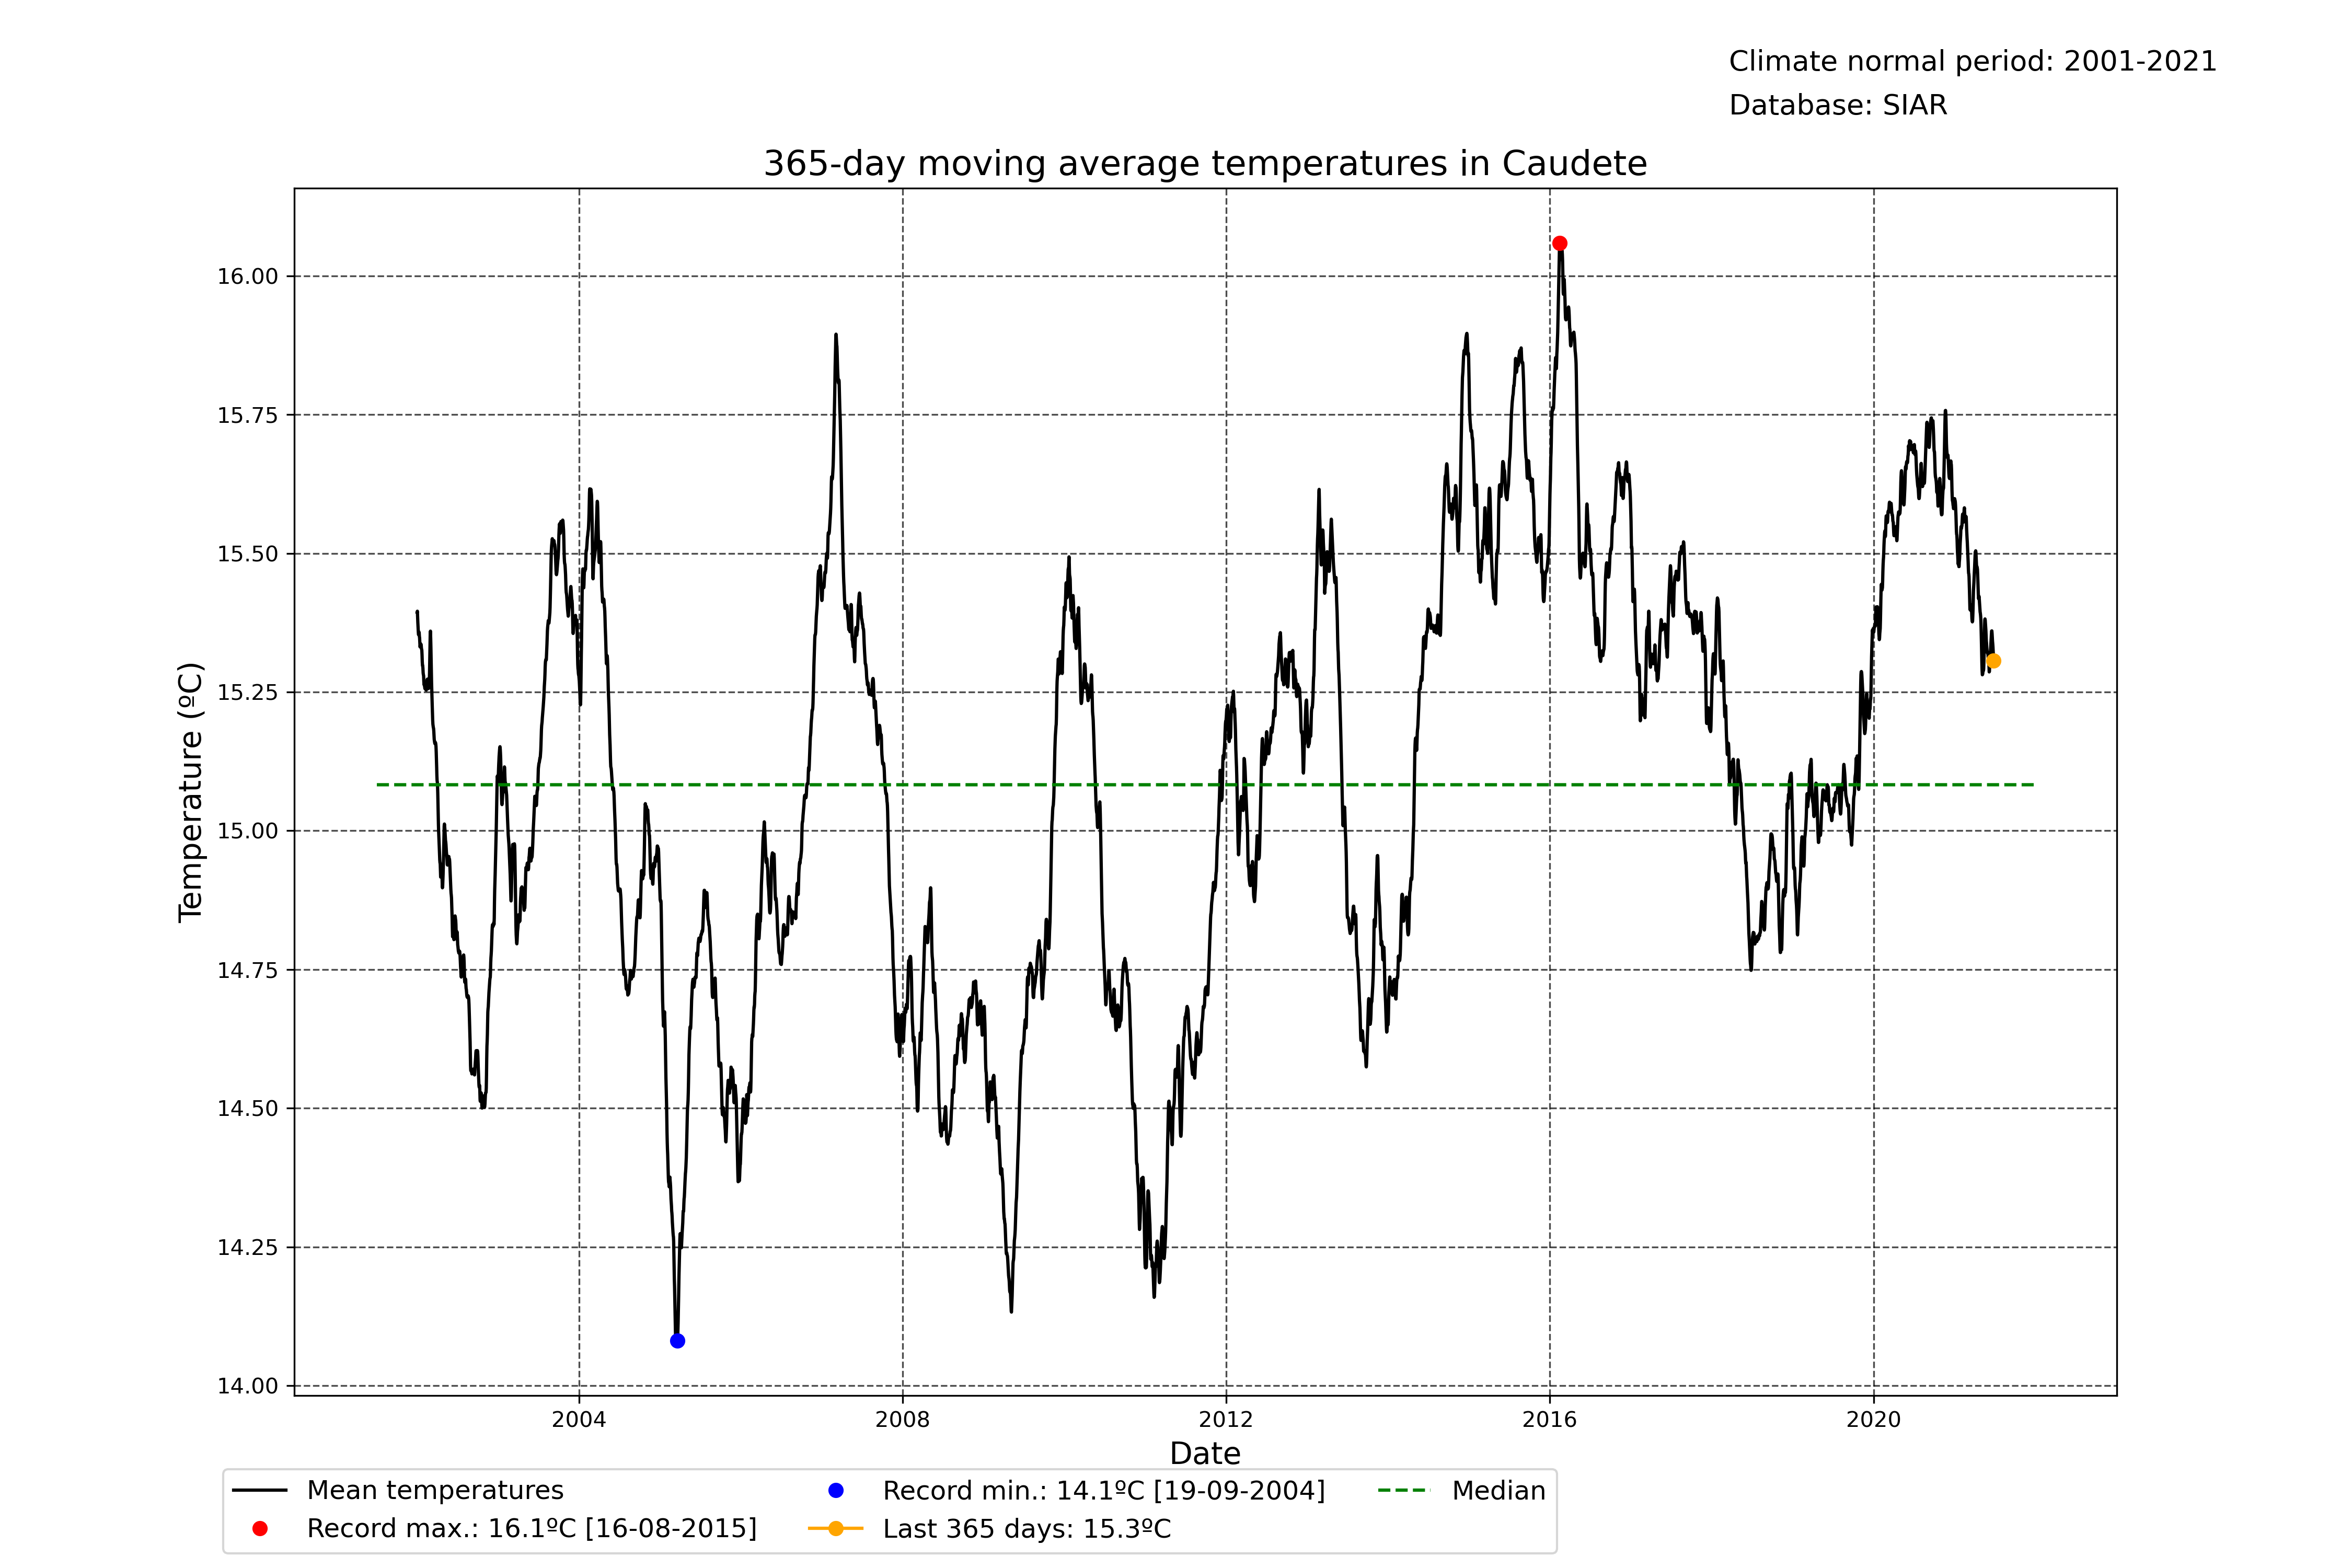 Climate normal period: 2001-2021
Database: SIAR
365-day moving average temperatures in Caudete
16.00
15.75
15.50
15.25
15.00
14.75
14.50
14.25
14.00
Temperature (ºC)
2004 2008 2012 2016 2020
Date
Mean temperatures
Record max.: 16.1ºC [16-08-2015]
Record min.: 14.1ºC [19-09-2004]
Last 365 days: 15.3ºC
Median